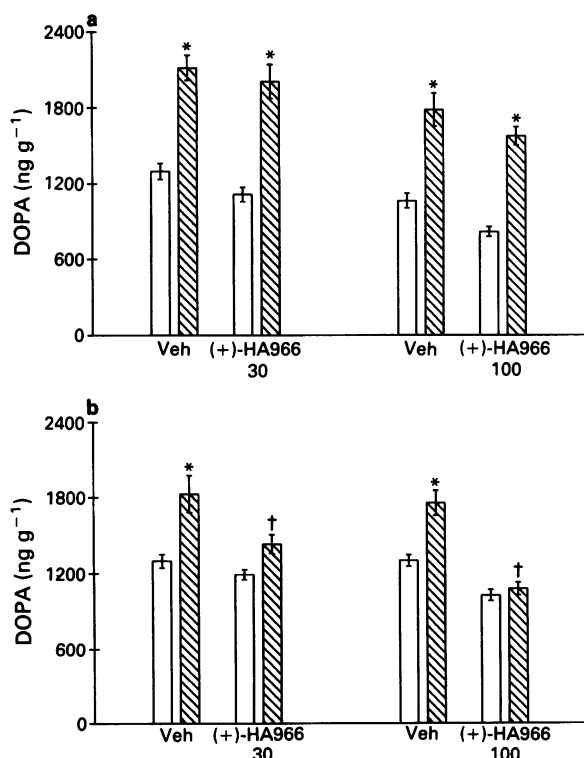 a
2400
1800
1200
600
0
DOPA (ng g⁻¹)
* * * *
Veh (+)-HA966 Veh (+)-HA966
30 100
b
2400
1800
1200
600
0
DOPA (ng g⁻¹)
* † * †
Veh (+)-HA966 Veh (+)-HA966
30 100